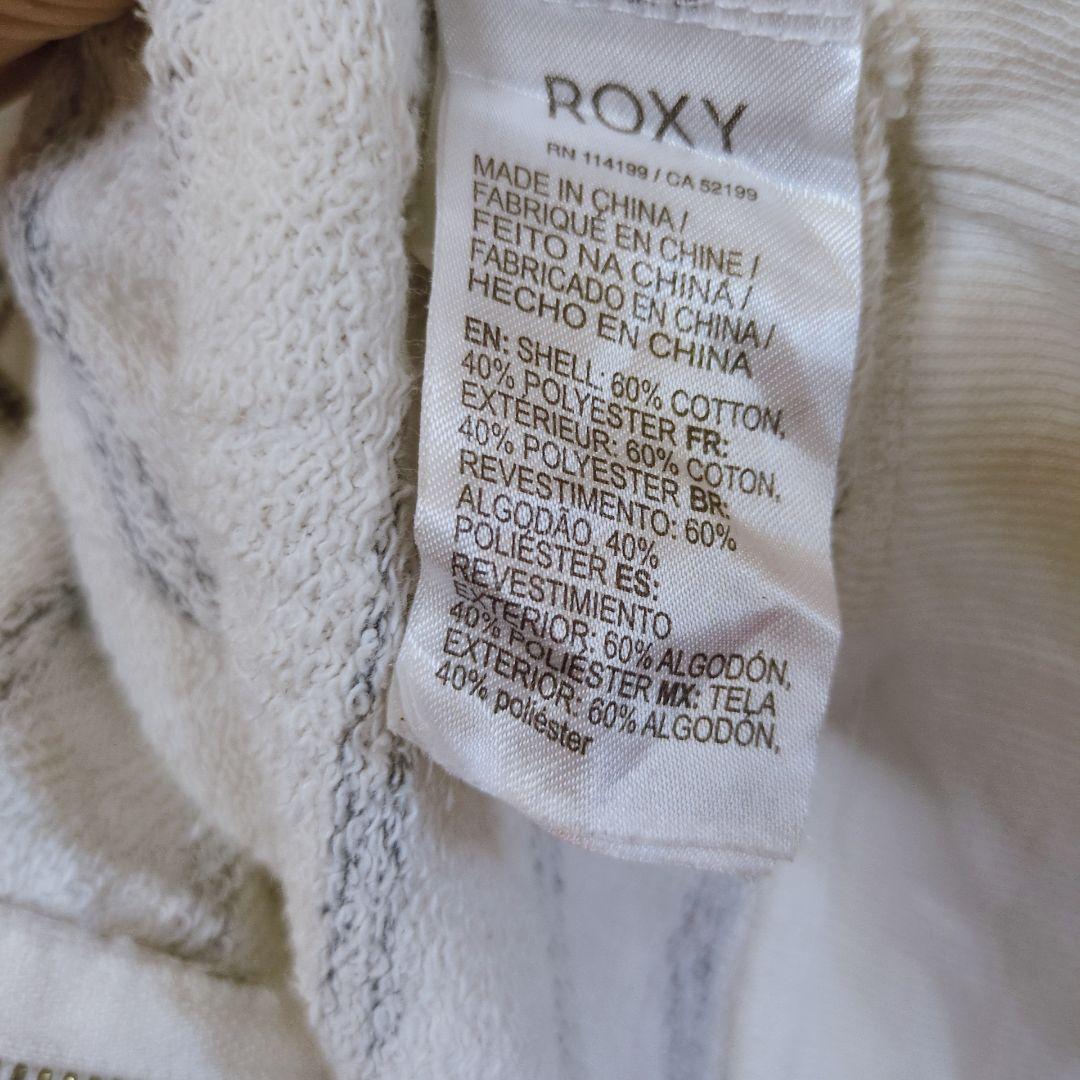 ROXY
RN 114199 / CA 52199
MADE IN CHINA /
FABRIQUÉ EN CHINE /
FEITO NA CHINA /
FABRICADO EN CHINA /
HECHO EN CHINA
EN: SHELL: 60% COTTON,
40% POLYESTER FR:
EXTERIEUR: 60% COTON,
40% POLYESTER BR:
REVESTIMENTO: 60%
ALGODÃO, 40%
POLIÉSTER ES:
REVESTIMIENTO
EXTERIOR: 60% ALGODÓN,
40% POLIÉSTER MX: TELA
EXTERIOR: 60% ALGODÓN,
40% poliéster